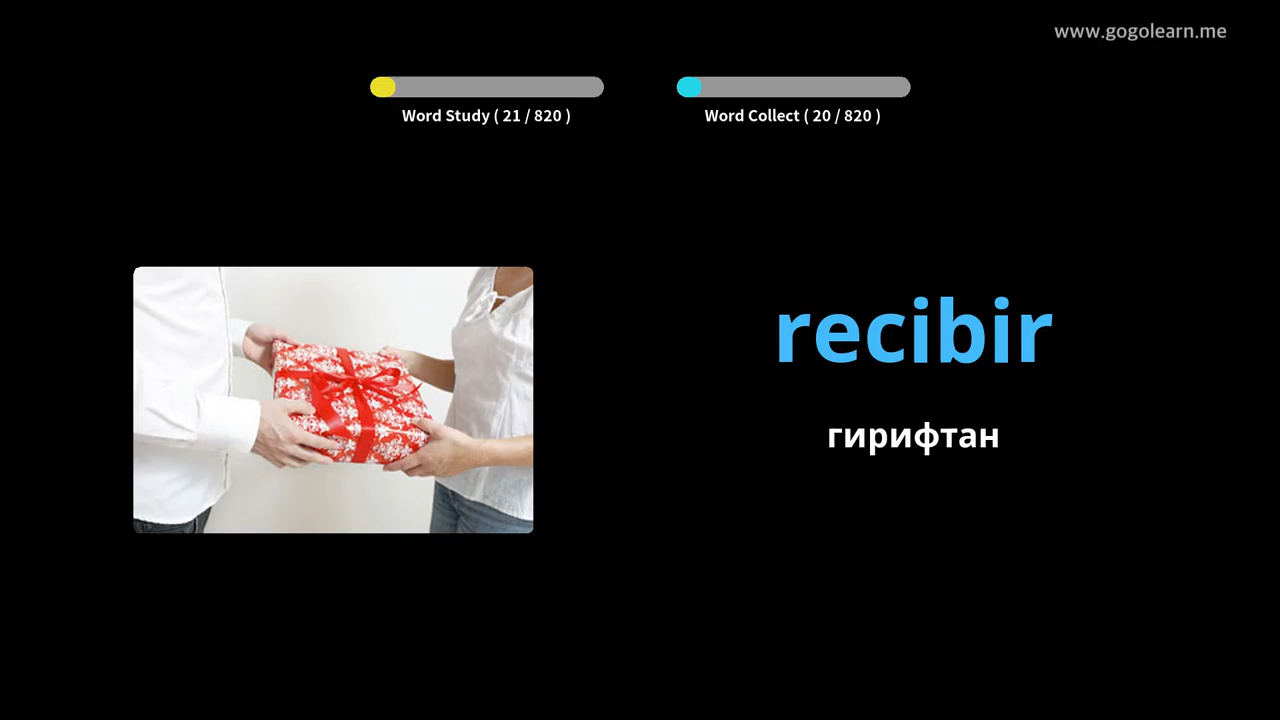 www.gogolearn.me
Word Study ( 21 / 820 )
Word Collect ( 20 / 820 )
recibir
гирифтан